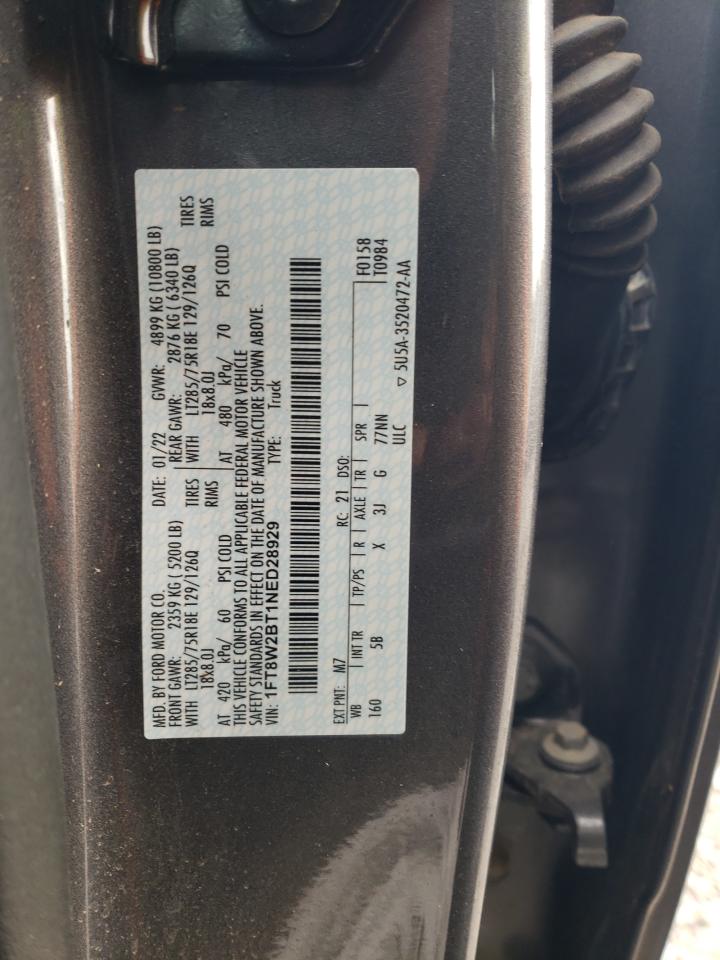 MFD. BY FORD MOTOR CO.
DATE: 01/22 GVWR: 4899 KG (10800 LB)
FRONT GAWR: 2359 KG ( 5200 LB)
REAR GAWR: 2876 KG ( 6340 LB)
WITH LT285/75R18E 129/126Q TIRES
WITH LT285/75R18E 129/126Q TIRES
18x8.0J RIMS
18x8.0J RIMS
AT 420 kPa/ 60 PSI COLD
AT 480 kPa/ 70 PSI COLD
THIS VEHICLE CONFORMS TO ALL APPLICABLE FEDERAL MOTOR VEHICLE
SAFETY STANDARDS IN EFFECT ON THE DATE OF MANUFACTURE SHOWN ABOVE.
VIN: 1FT8W2BT1NED28929 TYPE: Truck
EXT PNT: M7 RC: 21 DSO: F0158
WB INT TR TP/PS R AXLE TR SPR T0984
160 5B X 3J G 77NN
ULC ▽ 5U5A-3520472-AA